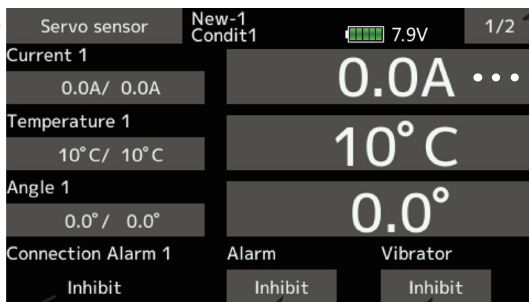 Servo sensor New-1 7.9V 1/2
Condit1
Current 1
0.0A/ 0.0A 0.0A ...
Temperature 1
10°C/ 10°C 10°C
Angle 1
0.0°/ 0.0° 0.0°
Connection Alarm 1 Alarm Vibrator
Inhibit Inhibit Inhibit